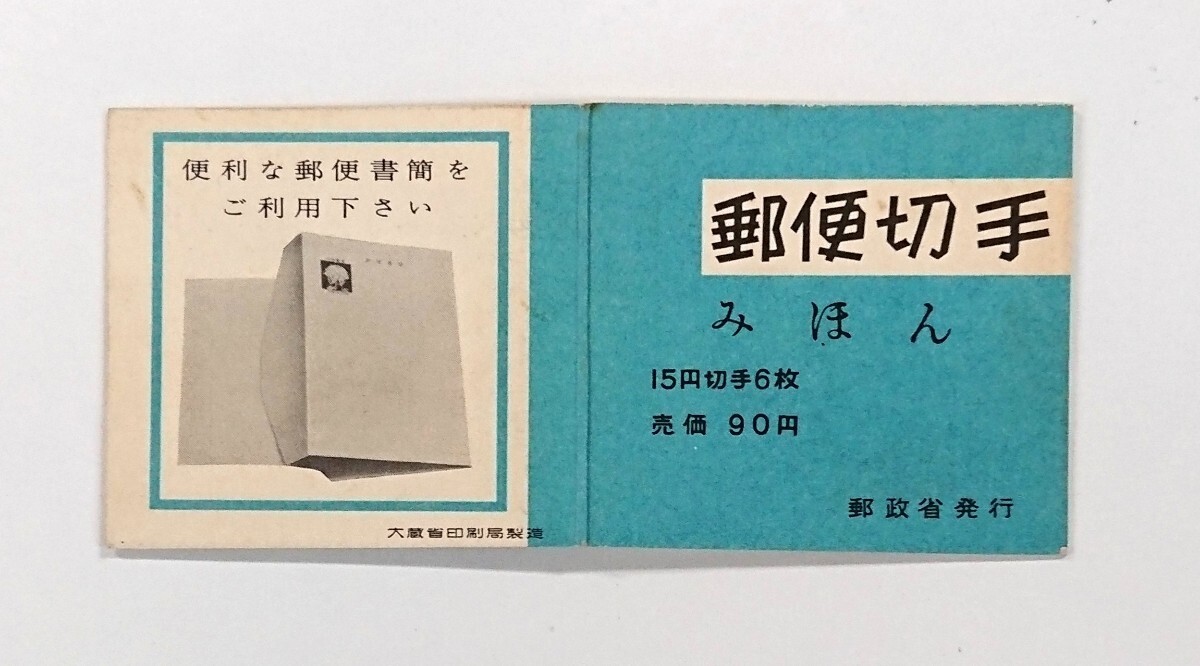 便利な郵便書簡を
ご利用下さい
大蔵省印刷局製造
郵便切手
みほん
15円切手6枚
売価 90円
郵政省発行